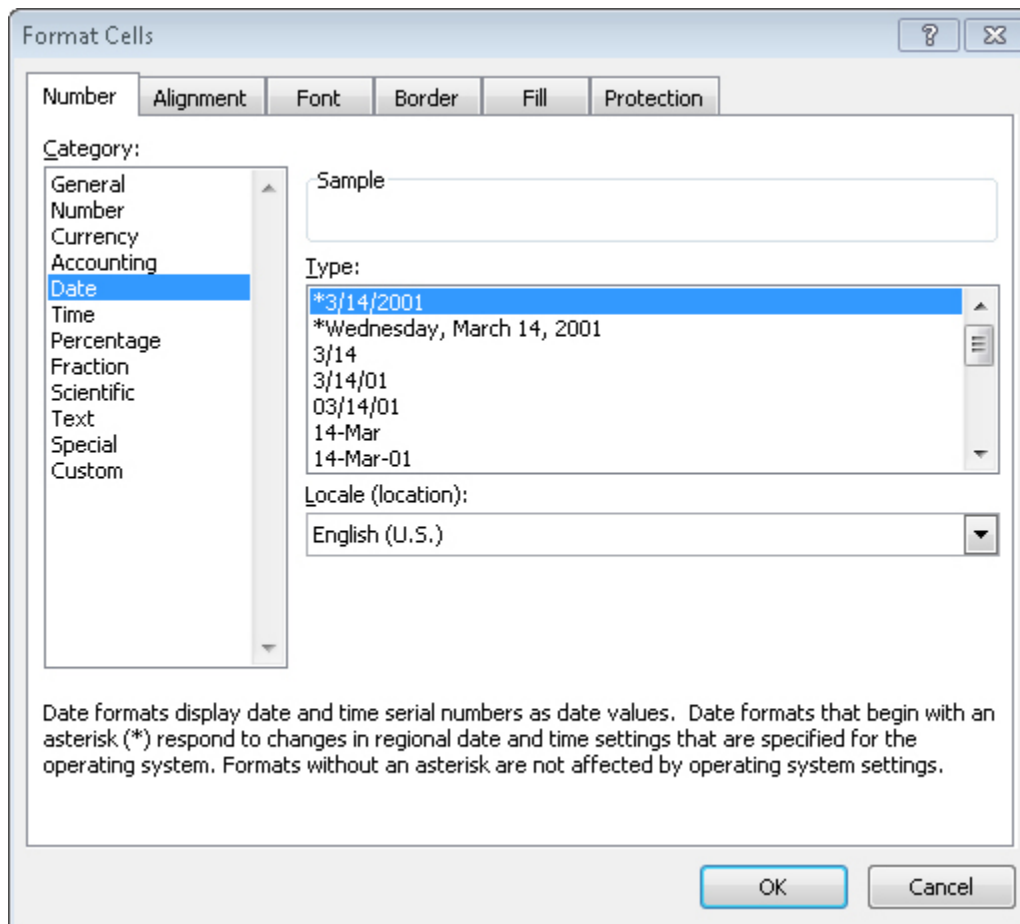 Format Cells
Number Alignment Font Border Fill Protection
Category:
General
Number
Currency
Accounting
Date
Time
Percentage
Fraction
Scientific
Text
Special
Custom
Sample
Type:
*3/14/2001
*Wednesday, March 14, 2001
3/14
3/14/01
03/14/01
14-Mar
14-Mar-01
Locale (location):
English (U.S.)
Date formats display date and time serial numbers as date values.  Date formats that begin with an
asterisk (*) respond to changes in regional date and time settings that are specified for the
operating system. Formats without an asterisk are not affected by operating system settings.
OK Cancel